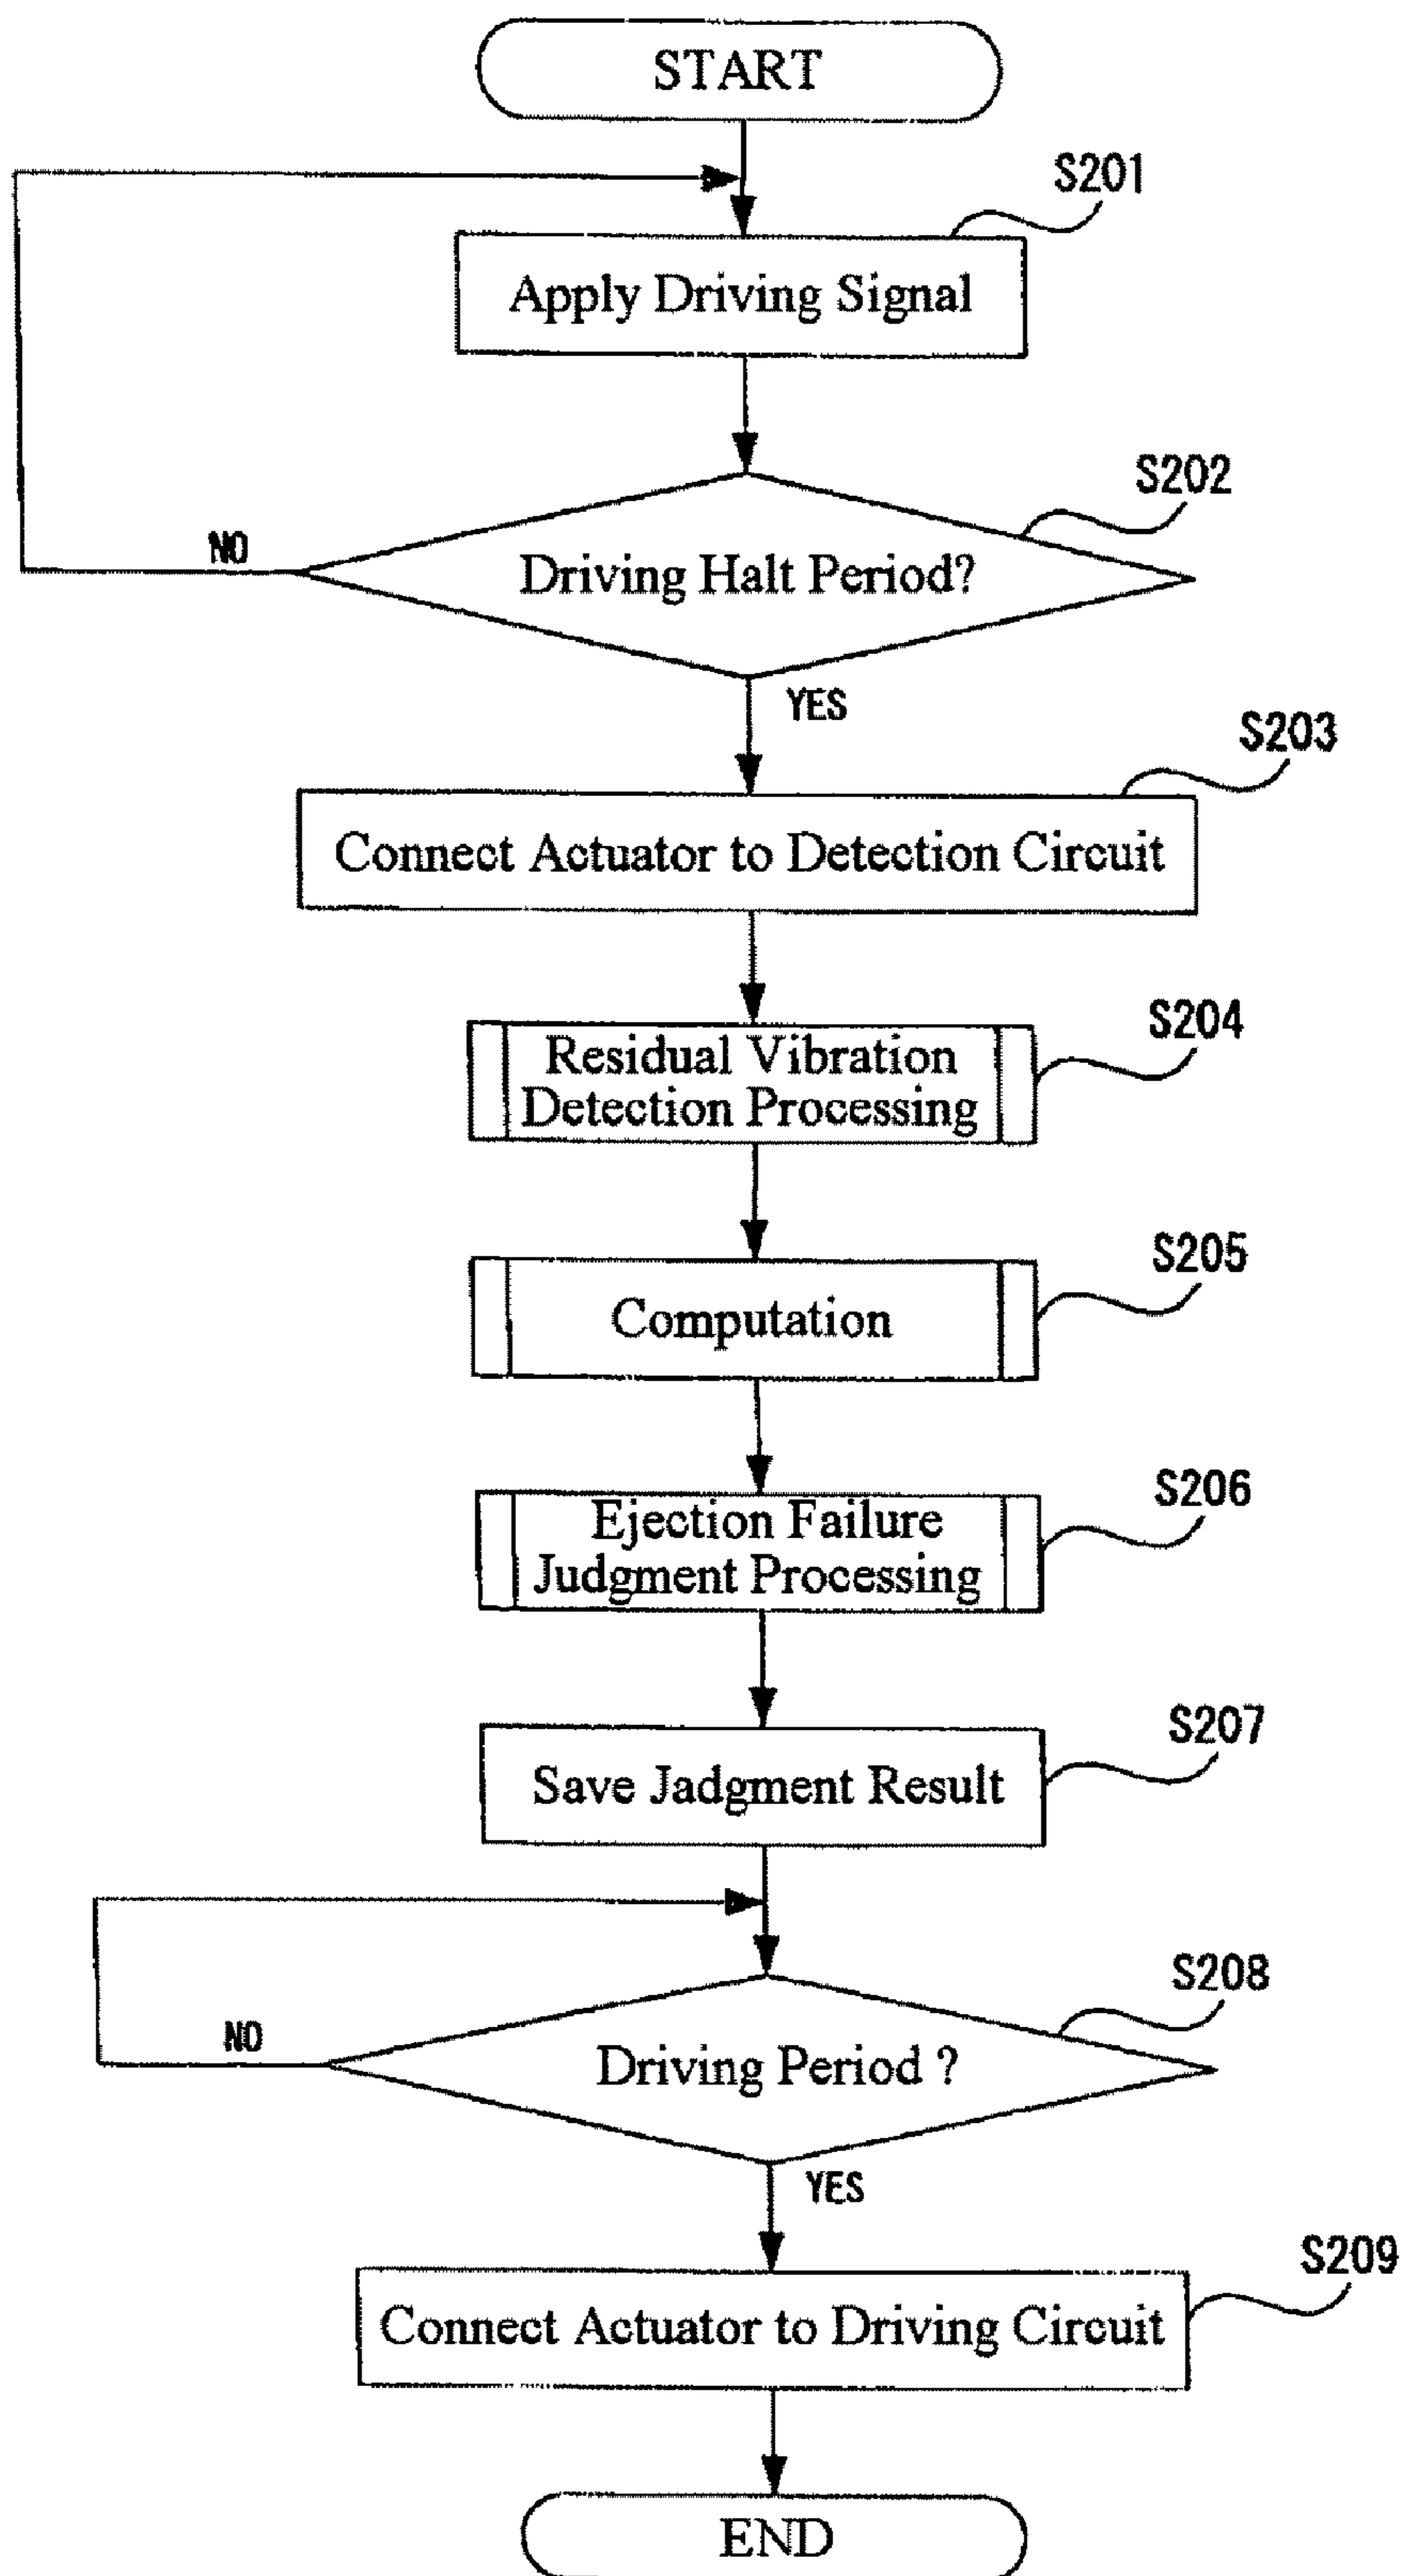 START
S201
Apply Driving Signal
S202
Driving Halt Period?
NO
YES
S203
Connect Actuator to Detection Circuit
S204
Residual Vibration
Detection Processing
S205
Computation
S206
Ejection Failure
Judgment Processing
S207
Save Jadgment Result
S208
Driving Period ?
NO
YES
S209
Connect Actuator to Driving Circuit
END